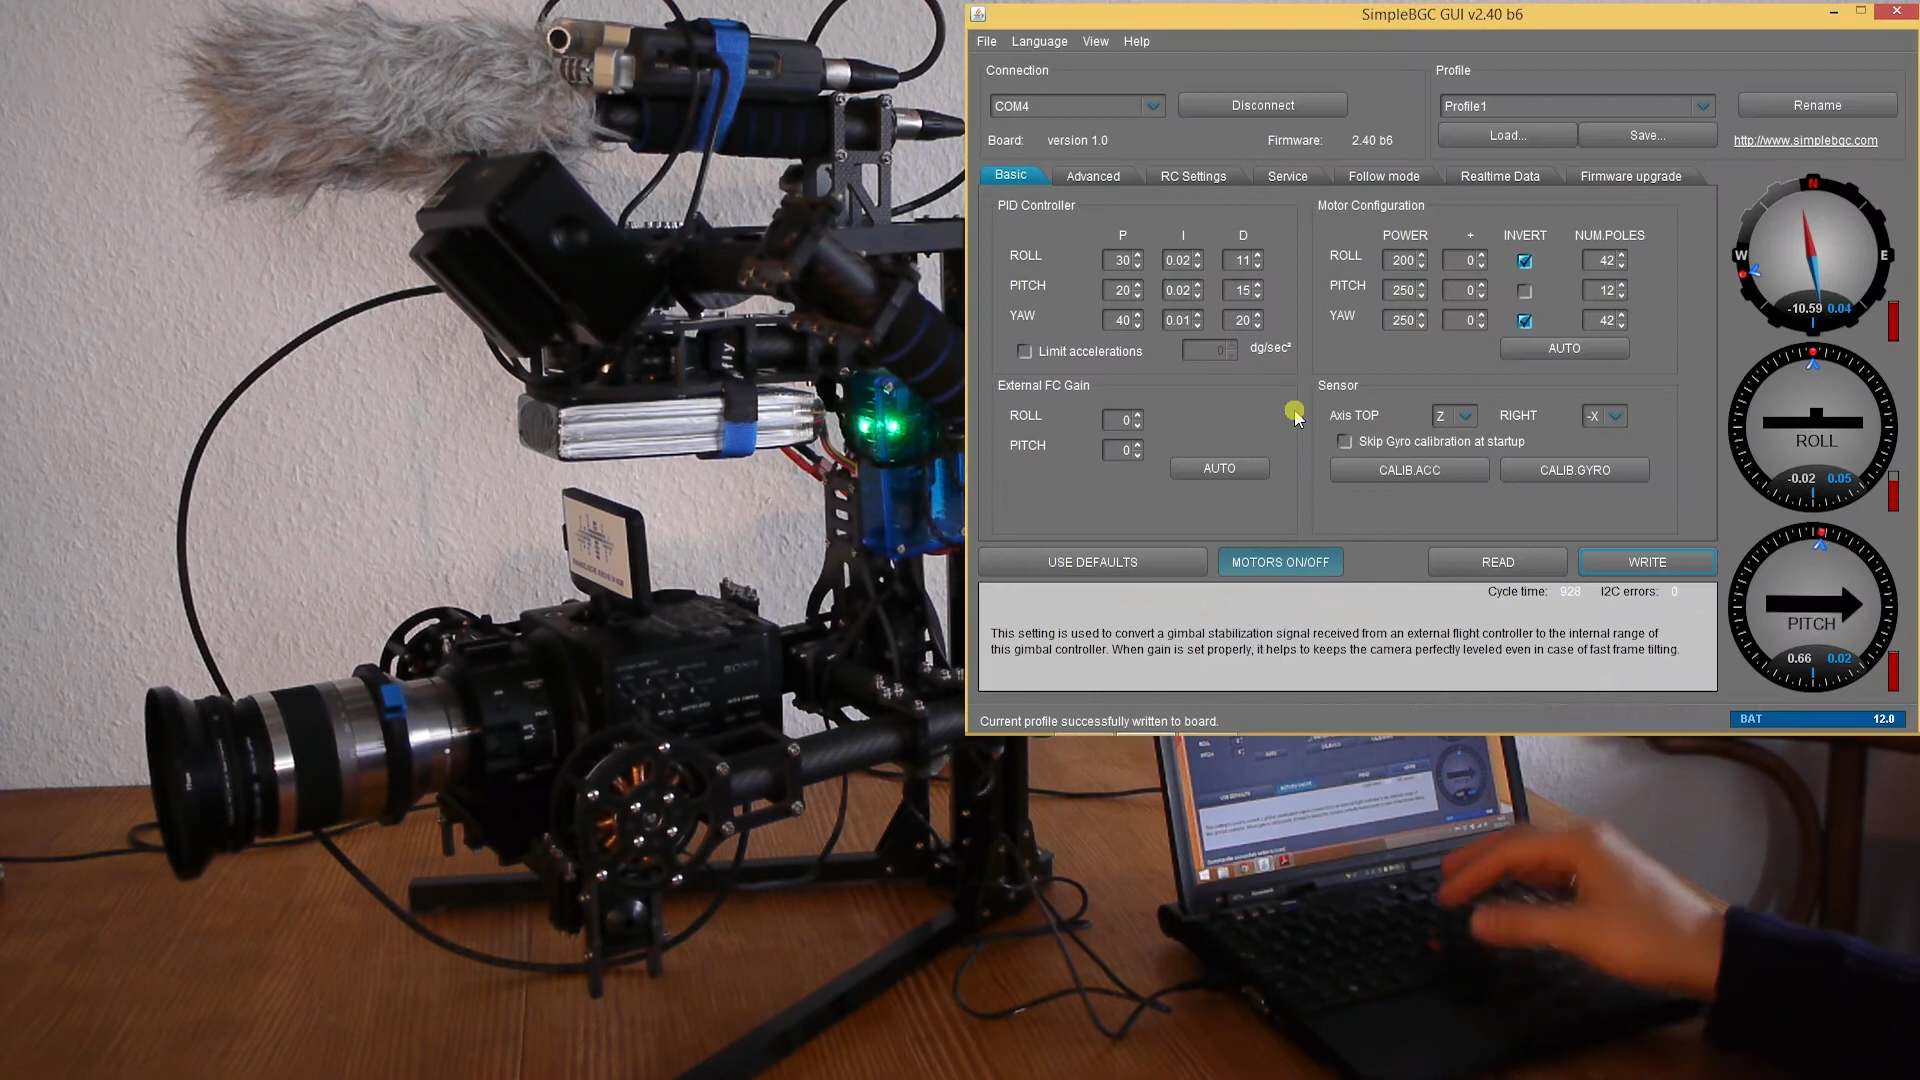 SimpleBGC GUI v2.40 b6
File Language View Help
Connection
COM4
Disconnect
Board: version 1.0
Firmware: 2.40 b6
Profile
Profile1
Rename
Load...
Save...
http://www.simplebgc.com
Basic
Advanced
RC Settings
Service
Follow mode
Realtime Data
Firmware upgrade
PID Controller
P I D
ROLL 30 0.02 11
PITCH 20 0.02 15
YAW 40 0.01 20
Limit accelerations 0 dg/sec²
Motor Configuration
POWER + INVERT NUM.POLES
ROLL 200 0 42
PITCH 250 0 12
YAW 250 0 42
AUTO
External FC Gain
ROLL 0
PITCH 0
AUTO
Sensor
Axis TOP Z RIGHT -X
Skip Gyro calibration at startup
CALIB.ACC
CALIB.GYRO
USE DEFAULTS
MOTORS ON/OFF
READ
WRITE
Cycle time: 928 I2C errors: 0
This setting is used to convert a gimbal stabilization signal received from an external flight controller to the internal range of
this gimbal controller. When gain is set properly, it helps to keeps the camera perfectly leveled even in case of fast frame tilting.
Current profile successfully written to board.
N
W
E
-10.59 0.04
ROLL
-0.02 0.05
PITCH
0.66 0.02
BAT 12.0
fly